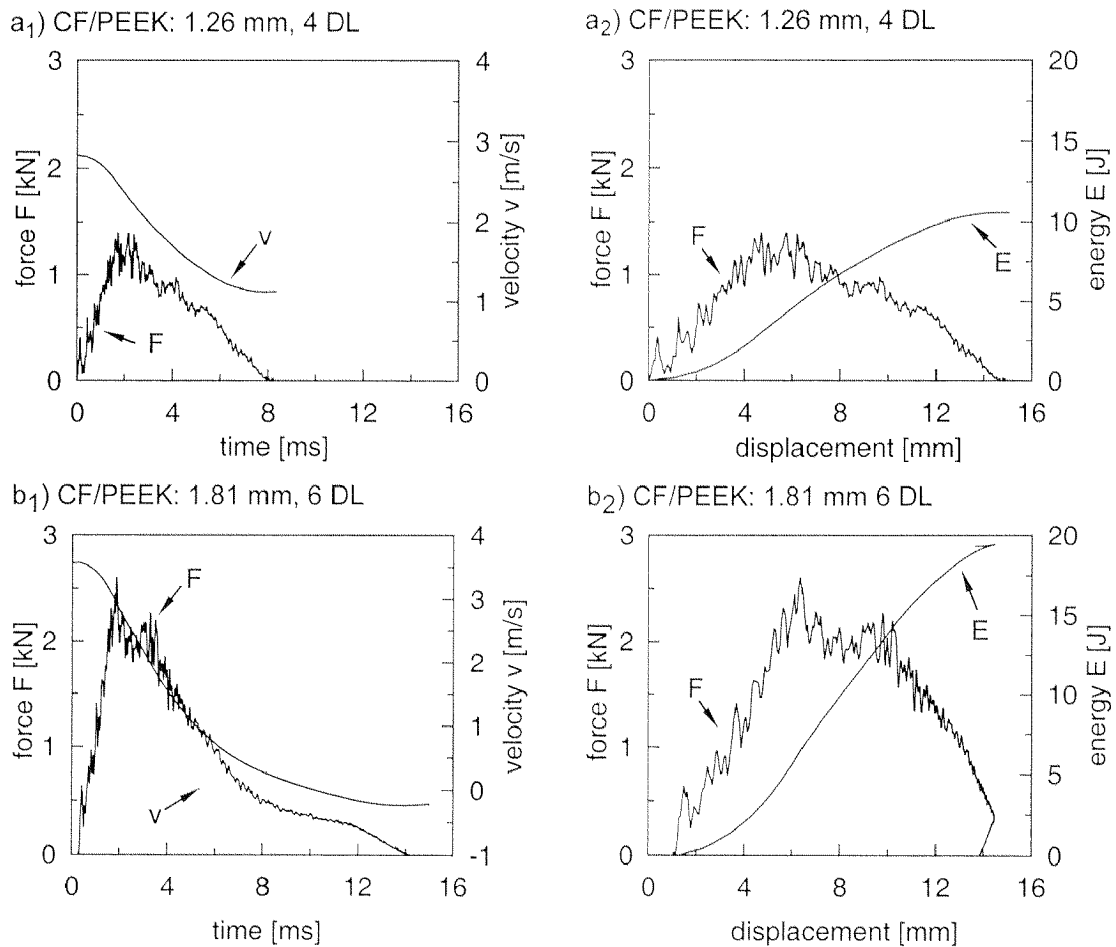 a1) CF/PEEK: 1.26 mm, 4 DL
3
2
1
0
force F [kN]
4
3
2
1
0
velocity v [m/s]
v
F
0
4
8
12
16
time [ms]
a2) CF/PEEK: 1.26 mm, 4 DL
3
2
1
0
force F [kN]
20
15
10
5
0
energy E [J]
F
E
0
4
8
12
16
displacement [mm]
b1) CF/PEEK: 1.81 mm, 6 DL
3
2
1
0
force F [kN]
4
3
2
1
0
-1
velocity v [m/s]
F
v
0
4
8
12
16
time [ms]
b2) CF/PEEK: 1.81 mm 6 DL
3
2
1
0
force F [kN]
20
15
10
5
0
energy E [J]
E
F
0
4
8
12
16
displacement [mm]